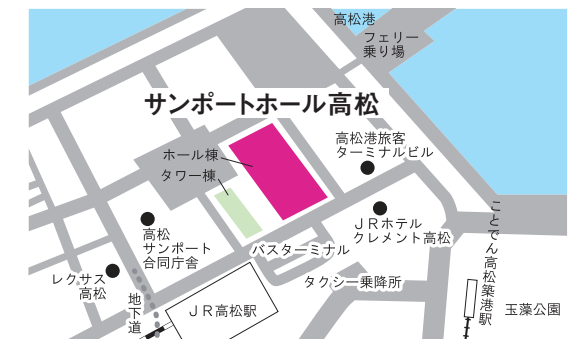 高松港
フェリー
乗り場
サンポートホール高松
高松港旅客
ターミナルビル
ホール棟
タワー棟
JRホテル
クレメント高松
高松
サンポート
合同庁舎
バスターミナル
ことでん高松築港駅
レクサス
高松
タクシー乗降所
地下道
JR高松駅
玉藻公園